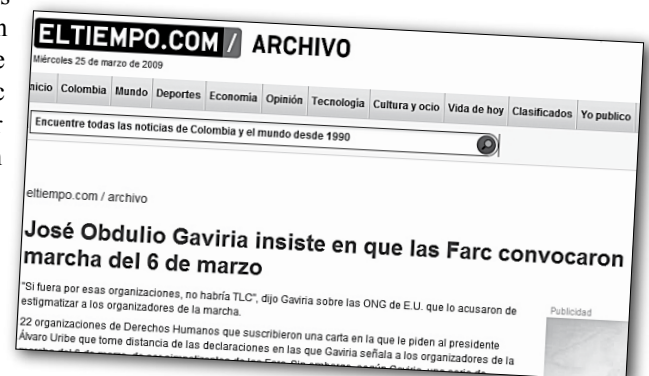 ELTIEMPO.COM / ARCHIVO
Miércoles 25 de marzo de 2009
nicio Colombia Mundo Deportes Economía Opinión Tecnología Cultura y ocio Vida de hoy Clasificados Yo publico
Encuentre todas las noticias de Colombia y el mundo desde 1990
eltiempo.com / archivo
José Obdulio Gaviria insiste en que las Farc convocaron
marcha del 6 de marzo
"Si fuera por esas organizaciones, no habría TLC", dijo Gaviria sobre las ONG de E.U. que lo acusaron de
estigmatizar a los organizadores de la marcha.
Publicidad
22 organizaciones de Derechos Humanos que suscribieron una carta en la que le piden al presidente
Álvaro Uribe que tome distancia de las declaraciones en las que Gaviria señala a los organizadores de la